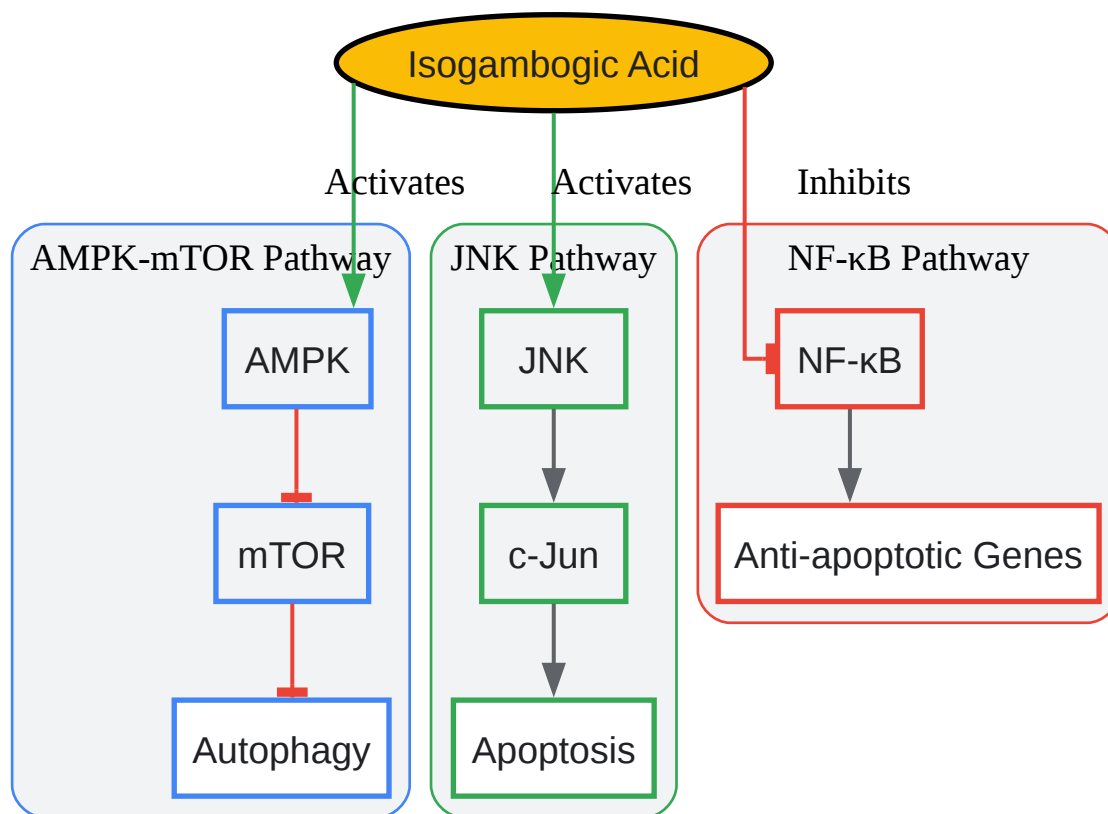 Isogambogic Acid
Activates
Activates
Inhibits
AMPK-mTOR Pathway
JNK Pathway
NF-κB Pathway
AMPK
JNK
NF-κB
mTOR
c-Jun
Anti-apoptotic Genes
Autophagy
Apoptosis